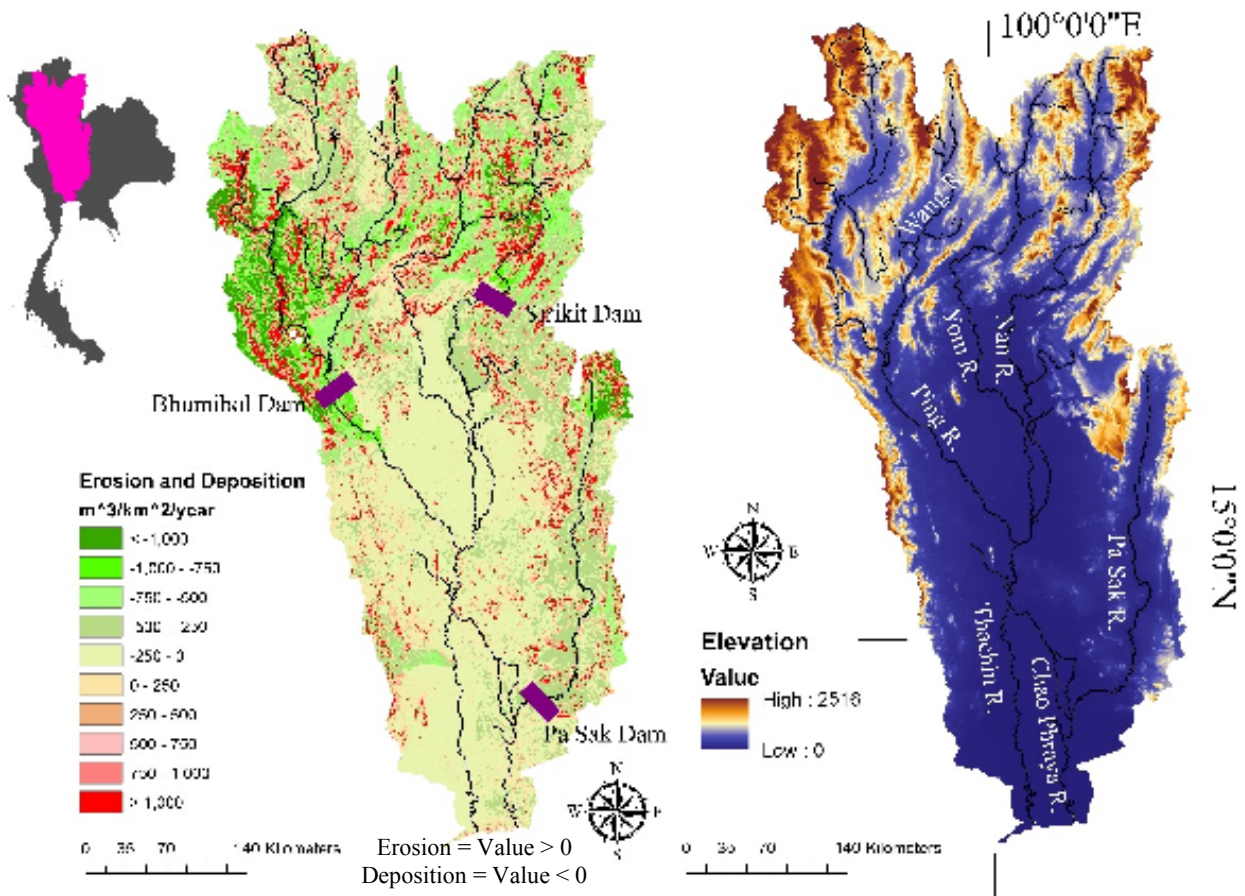 100°0'0"E
Sirikit Dam
Bhumibol Dam
Pa Sak Dam
Erosion and Deposition
m^3/km^2/year
< -1,000
-1,000 - -750
-750 - -500
-500 - -250
-250 - 0
0 - 250
250 - 500
500 - 750
750 - 1,000
> 1,000
N
W E
S
0 35 70 140 Kilometers
Erosion = Value > 0
Deposition = Value < 0
Wang R.
Yom R.
Nan R.
Ping R.
Pa Sak R.
Thachin R.
Chao Phraya R.
15°0'0"N
N
W E
S
Elevation
Value
High : 2516
Low : 0
0 35 70 140 Kilometers